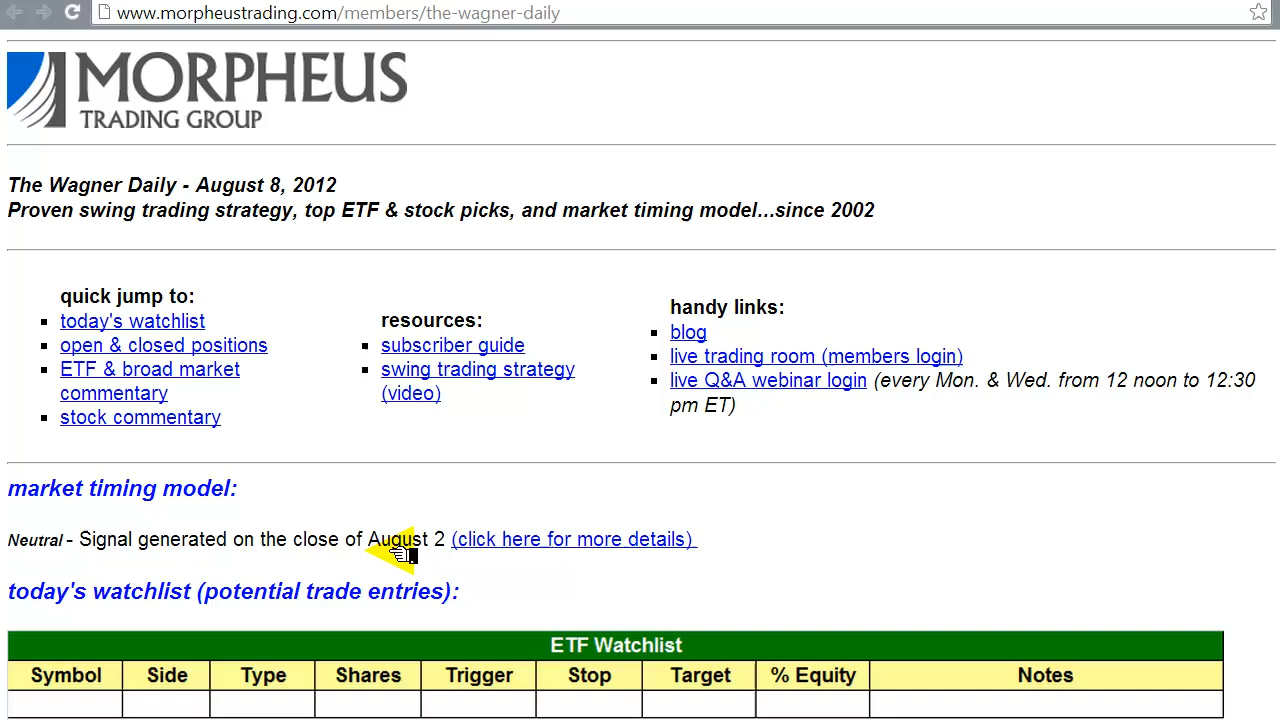 www.morpheustrading.com/members/the-wagner-daily
MORPHEUS
TRADING GROUP
The Wagner Daily - August 8, 2012
Proven swing trading strategy, top ETF & stock picks, and market timing model...since 2002
quick jump to:
today's watchlist
open & closed positions
ETF & broad market
commentary
stock commentary
resources:
subscriber guide
swing trading strategy
(video)
handy links:
blog
live trading room (members login)
live Q&A webinar login (every Mon. & Wed. from 12 noon to 12:30
pm ET)
market timing model:
Neutral - Signal generated on the close of August 2 (click here for more details)
today's watchlist (potential trade entries):
ETF Watchlist
Symbol Side Type Shares Trigger Stop Target % Equity Notes